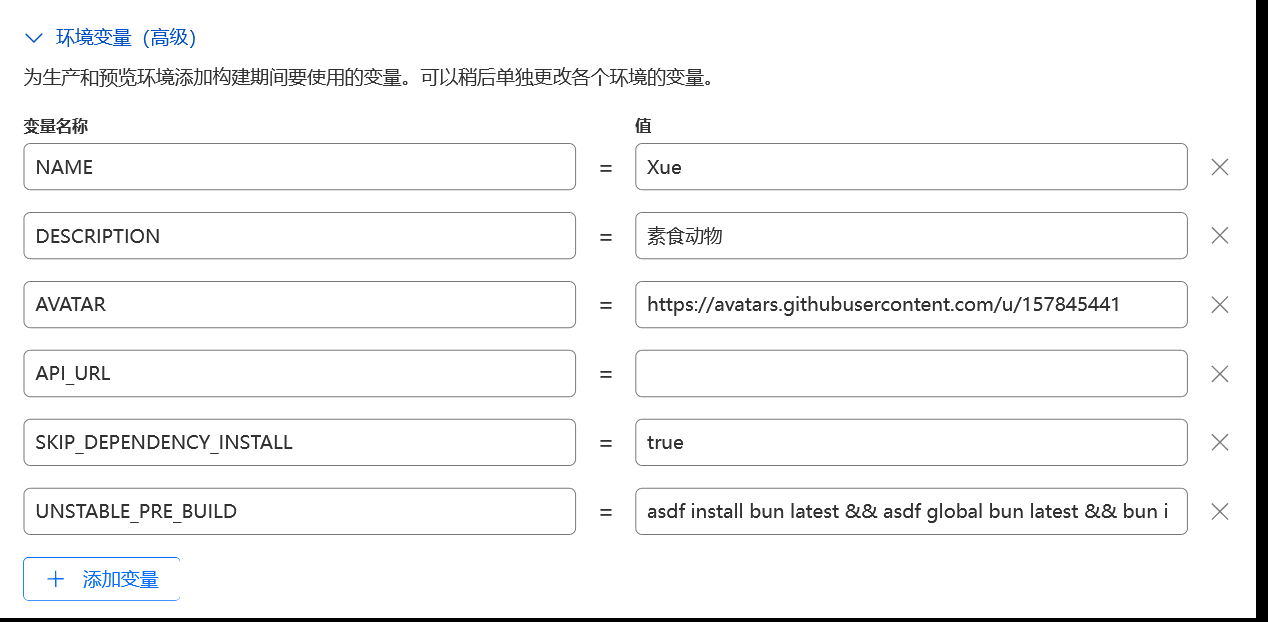 环境变量（高级）
为生产和预览环境添加构建期间要使用的变量。可以稍后单独更改各个环境的变量。
变量名称 值
NAME = Xue
DESCRIPTION = 素食动物
AVATAR = https://avatars.githubusercontent.com/u/157845441
API_URL =
SKIP_DEPENDENCY_INSTALL = true
UNSTABLE_PRE_BUILD = asdf install bun latest && asdf global bun latest && bun i
+ 添加变量